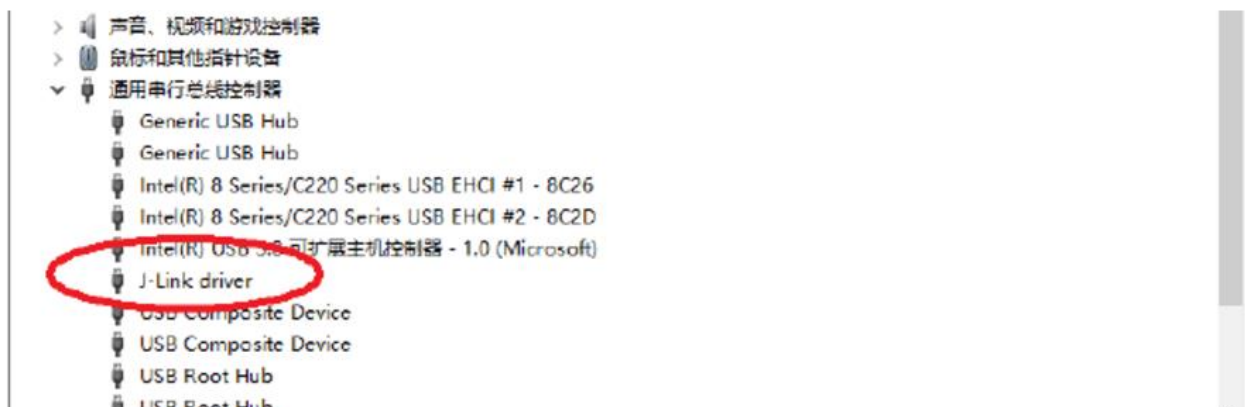 声音、视频和游戏控制器
鼠标和其他指针设备
通用串行总线控制器
Generic USB Hub
Generic USB Hub
Intel(R) 8 Series/C220 Series USB EHCI #1 - 8C26
Intel(R) 8 Series/C220 Series USB EHCI #2 - 8C2D
Intel(R) USB 3.0 可扩展主机控制器 - 1.0 (Microsoft)
J-Link driver
USB Composite Device
USB Composite Device
USB Root Hub
USB Root Hub